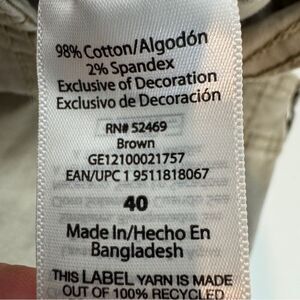 98% Cotton/Algodón
2% Spandex
Exclusive of Decoration
Exclusivo de Decoración
RN# 52469
Brown
GE12100021757
EAN/UPC 1 9511818067
40
Made In/Hecho En
Bangladesh
THIS LABEL YARN IS MADE
OUT OF 100% RECYCLED